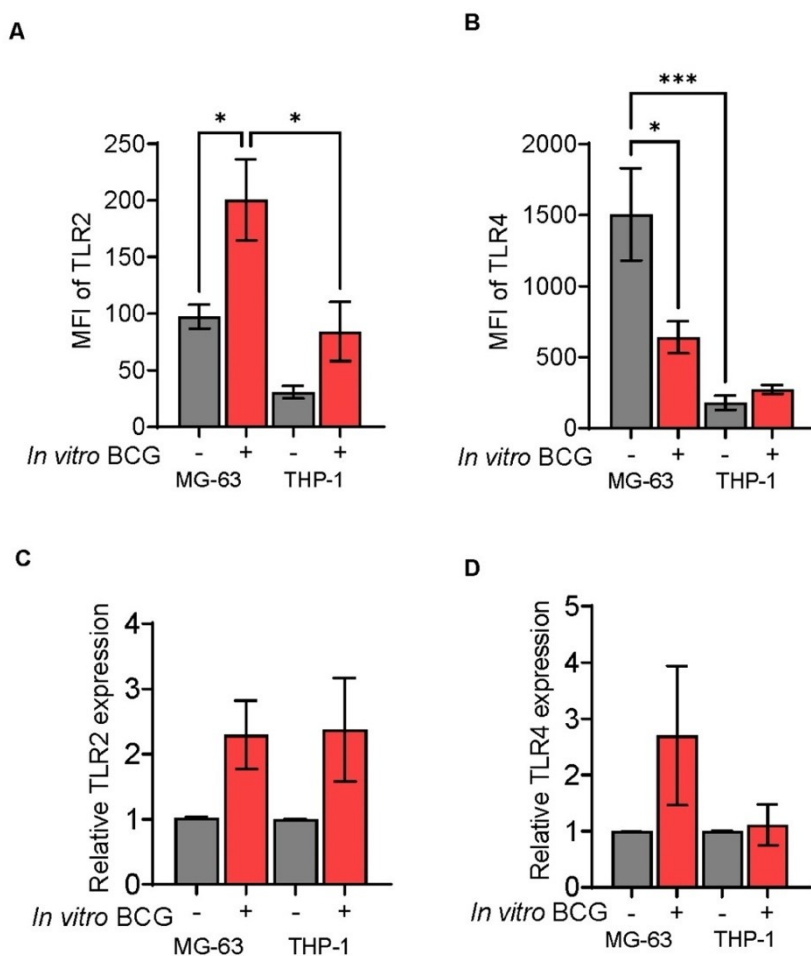 A
MFI of TLR2
250
200
150
100
50
0
* *
In vitro BCG - + - +
MG-63 THP-1
B
MFI of TLR4
2000
1500
1000
500
0
***
*
In vitro BCG - + - +
MG-63 THP-1
C
Relative TLR2 expression
4
3
2
1
0
In vitro BCG - + - +
MG-63 THP-1
D
Relative TLR4 expression
5
4
3
2
1
0
In vitro BCG - + - +
MG-63 THP-1